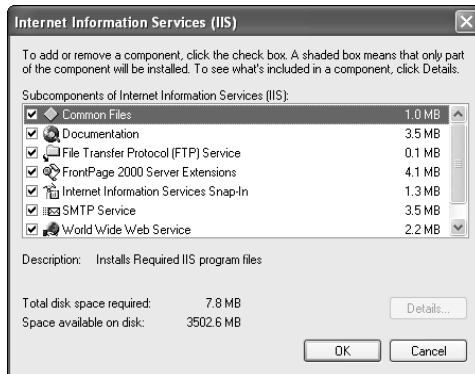 Internet Information Services (IIS)
To add or remove a component, click the check box. A shaded box means that only part
of the component will be installed. To see what's included in a component, click Details.
Subcomponents of Internet Information Services (IIS):
Common Files 1.0 MB
Documentation 3.5 MB
File Transfer Protocol (FTP) Service 0.1 MB
FrontPage 2000 Server Extensions 4.1 MB
Internet Information Services Snap-In 1.3 MB
SMTP Service 3.5 MB
World Wide Web Service 2.2 MB
Description: Installs Required IIS program files
Total disk space required: 7.8 MB
Details...
Space available on disk: 3502.6 MB
OK Cancel